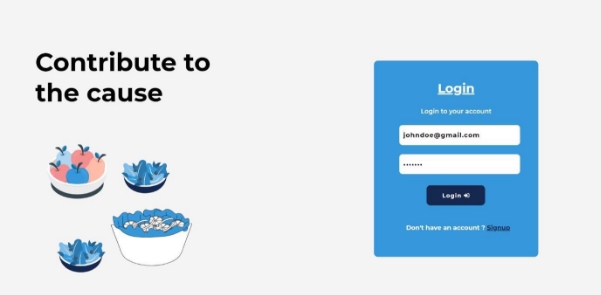 Contribute to
the cause
Login
Login to your account
johndoe@gmail.com
•••••••
Login
Don't have an account ? Signup